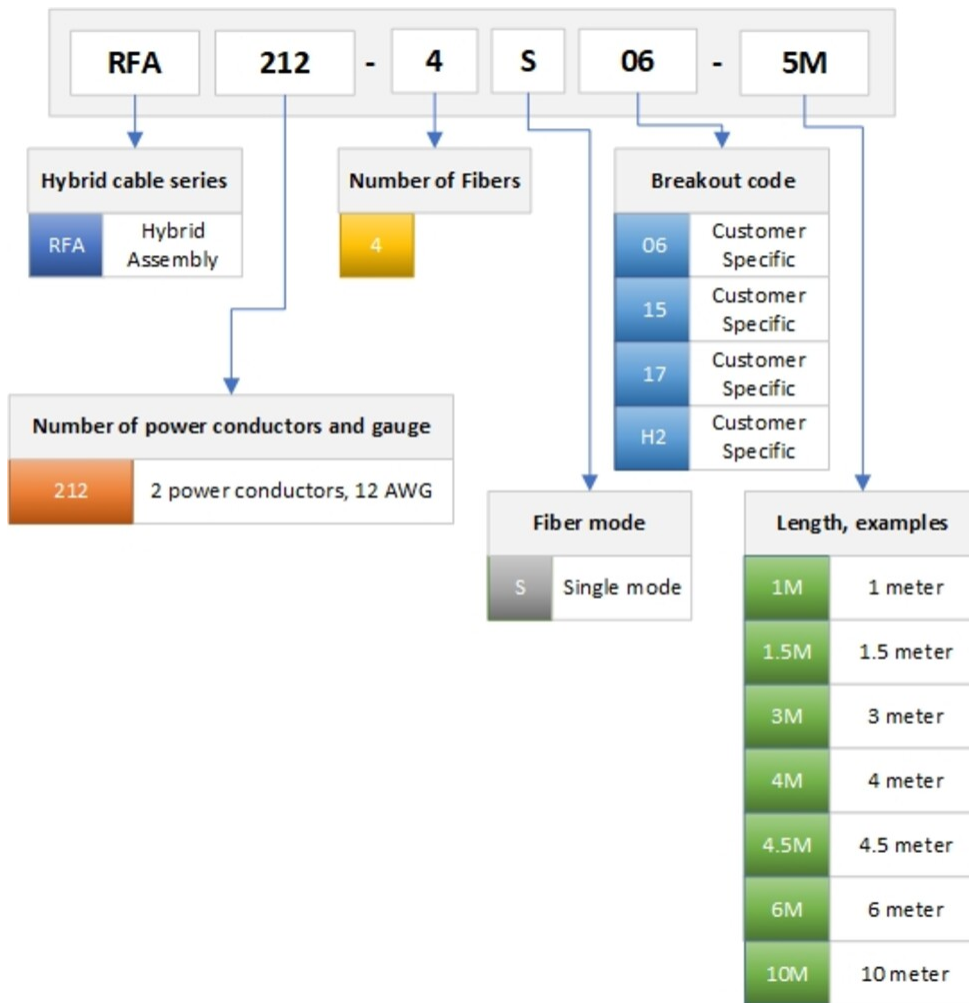 RFA 212 - 4 S 06 - 5M
Hybrid cable series
RFA Hybrid
Assembly
Number of Fibers
4
Breakout code
06 Customer
Specific
15 Customer
Specific
17 Customer
Specific
H2 Customer
Specific
Number of power conductors and gauge
212 2 power conductors, 12 AWG
Fiber mode
S Single mode
Length, examples
1M 1 meter
1.5M 1.5 meter
3M 3 meter
4M 4 meter
4.5M 4.5 meter
6M 6 meter
10M 10 meter